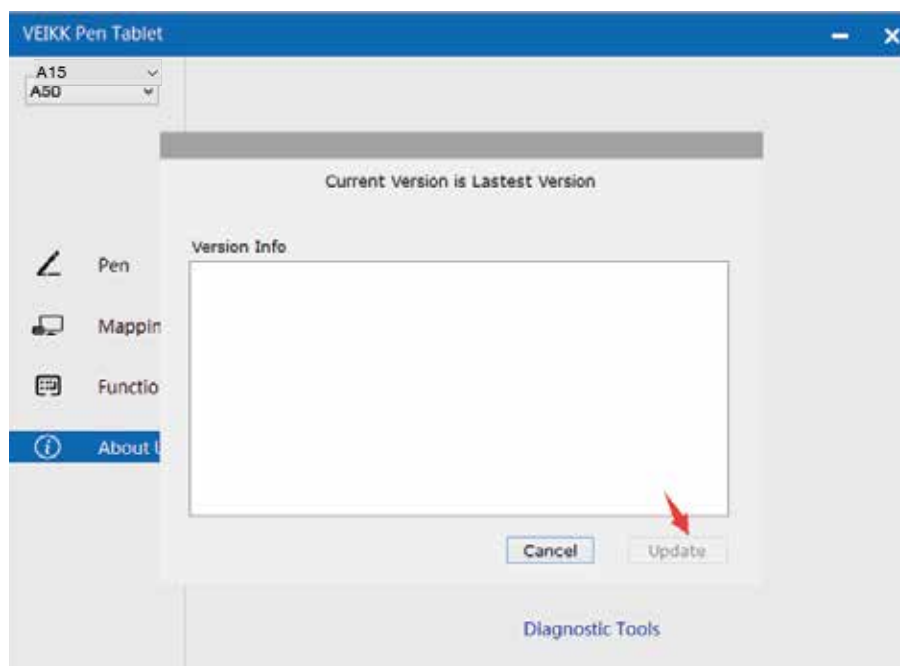 VEIKK Pen Tablet
A15
A50
Current Version is Lastest Version
Version Info
Pen
Mappin
Functio
About U
Cancel
Update
Diagnostic Tools